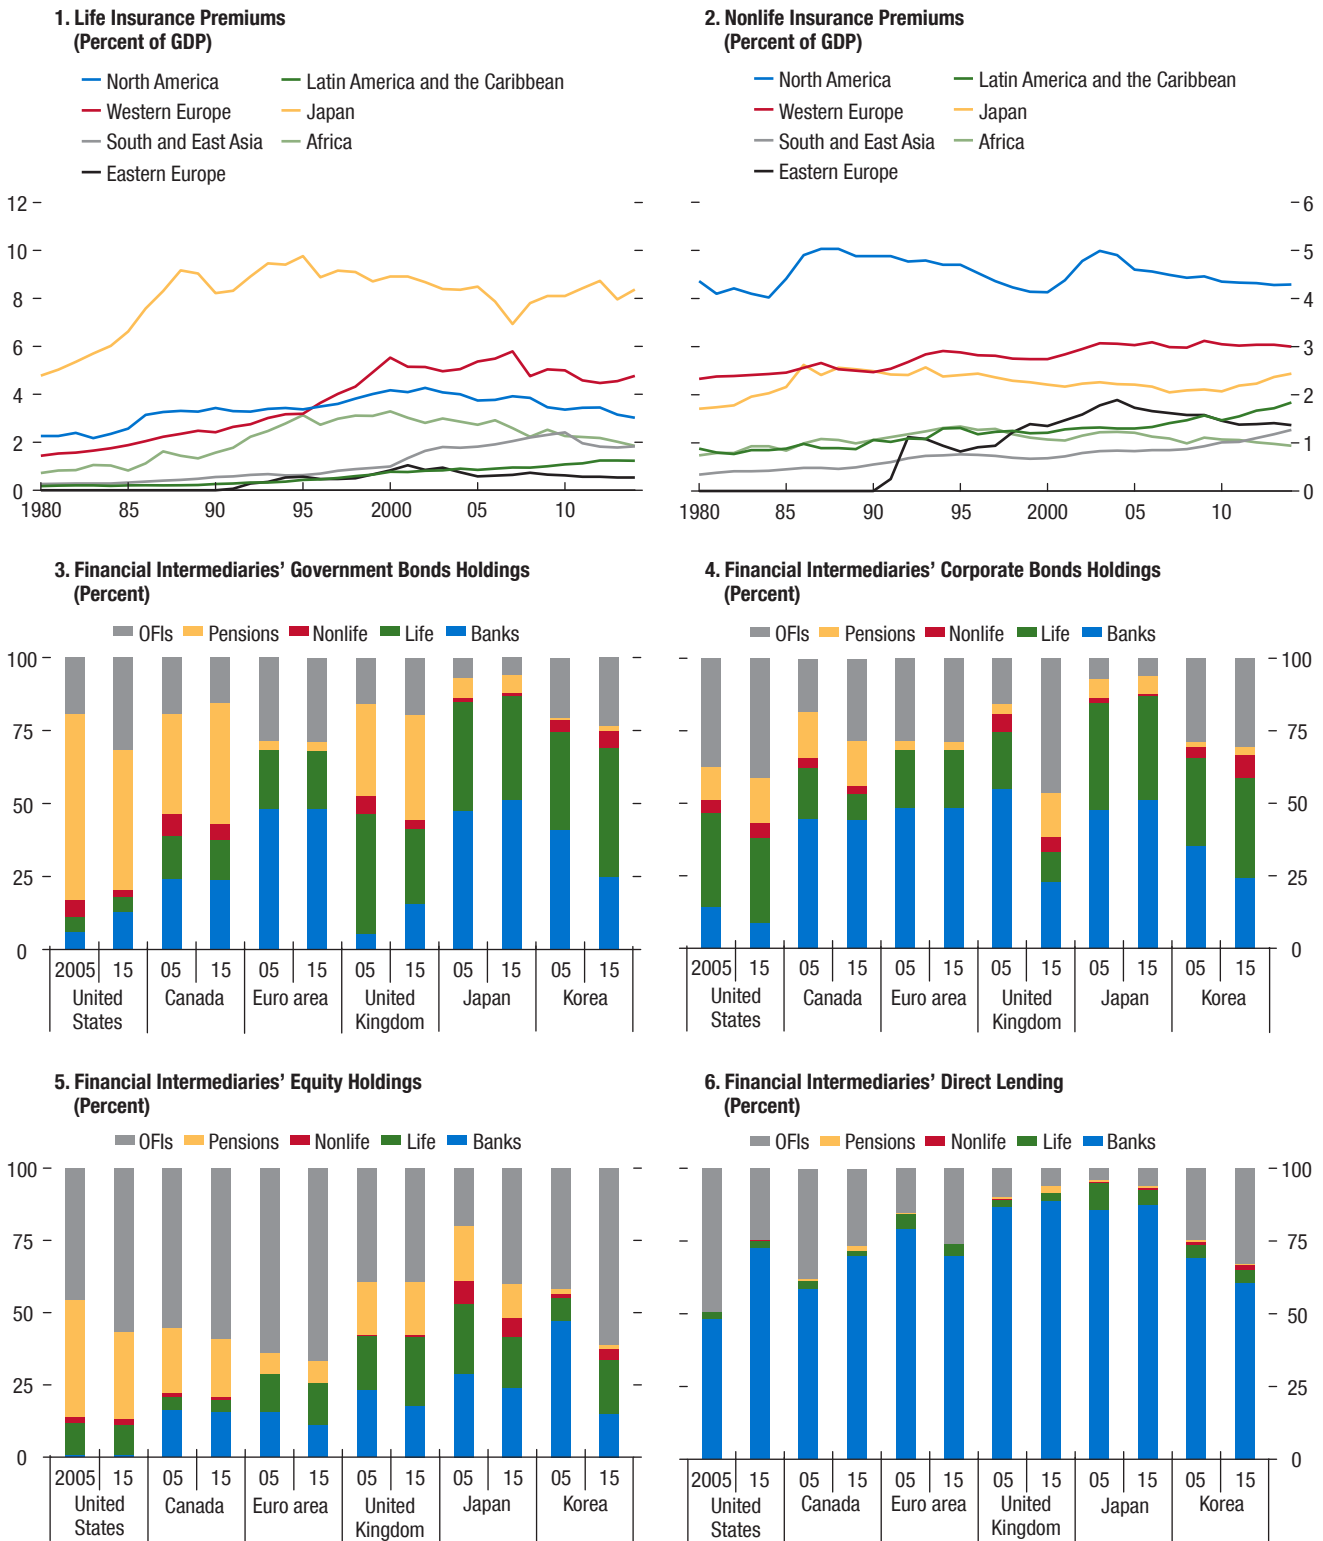 1. Life Insurance Premiums
(Percent of GDP)
North America
Latin America and the Caribbean
Western Europe
Japan
South and East Asia
Africa
Eastern Europe
12
10
8
6
4
2
0
1980 85 90 95 2000 05 10
2. Nonlife Insurance Premiums
(Percent of GDP)
North America
Latin America and the Caribbean
Western Europe
Japan
South and East Asia
Africa
Eastern Europe
6
5
4
3
2
1
0
1980 85 90 95 2000 05 10
3. Financial Intermediaries’ Government Bonds Holdings
(Percent)
OFIs Pensions Nonlife Life Banks
100
75
50
25
0
2005 15 05 15 05 15 05 15 05 15 05 15
United States Canada Euro area United Kingdom Japan Korea
4. Financial Intermediaries’ Corporate Bonds Holdings
(Percent)
OFIs Pensions Nonlife Life Banks
100
75
50
25
0
2005 15 05 15 05 15 05 15 05 15 05 15
United States Canada Euro area United Kingdom Japan Korea
5. Financial Intermediaries’ Equity Holdings
(Percent)
OFIs Pensions Nonlife Life Banks
100
75
50
25
0
2005 15 05 15 05 15 05 15 05 15 05 15
United States Canada Euro area United Kingdom Japan Korea
6. Financial Intermediaries’ Direct Lending
(Percent)
OFIs Pensions Nonlife Life Banks
100
75
50
25
0
2005 15 05 15 05 15 05 15 05 15 05 15
United States Canada Euro area United Kingdom Japan Korea